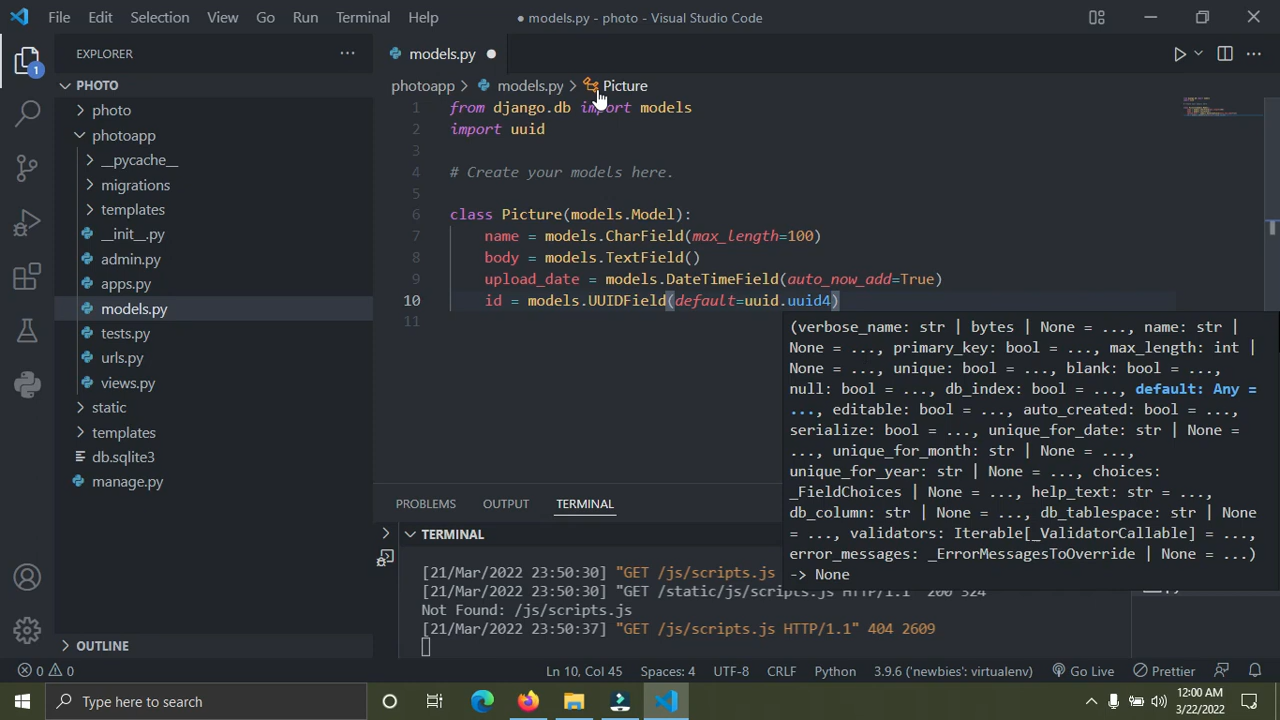 File Edit Selection View Go Run Terminal Help
● models.py - photo - Visual Studio Code
EXPLORER
1
PHOTO
photo
photoapp
__pycache__
migrations
templates
__init__.py
admin.py
apps.py
models.py
tests.py
urls.py
views.py
static
templates
db.sqlite3
manage.py
OUTLINE
models.py ●
photoapp > models.py > Picture
1 from django.db import models
2 import uuid
3
4 # Create your models here.
5
6 class Picture(models.Model):
7 name = models.CharField(max_length=100)
8 body = models.TextField()
9 upload_date = models.DateTimeField(auto_now_add=True)
10 id = models.UUIDField(default=uuid.uuid4)
11
(verbose_name: str | bytes | None = ..., name: str |
None = ..., primary_key: bool = ..., max_length: int |
None = ..., unique: bool = ..., blank: bool = ...,
null: bool = ..., db_index: bool = ..., default: Any =
..., editable: bool = ..., auto_created: bool = ...,
serialize: bool = ..., unique_for_date: str | None =
..., unique_for_month: str | None = ...,
unique_for_year: str | None = ..., choices:
_FieldChoices | None = ..., help_text: str = ...,
db_column: str | None = ..., db_tablespace: str | None
= ..., validators: Iterable[_ValidatorCallable] = ...,
error_messages: _ErrorMessagesToOverride | None = ...)
-> None
PROBLEMS OUTPUT TERMINAL
TERMINAL
[21/Mar/2022 23:50:30] "GET /js/scripts.js
[21/Mar/2022 23:50:30] "GET /static/js/scripts.js HTTP/1.1" 200 324
Not Found: /js/scripts.js
[21/Mar/2022 23:50:37] "GET /js/scripts.js HTTP/1.1" 404 2609
0 0
Ln 10, Col 45 Spaces: 4 UTF-8 CRLF Python 3.9.6 ('newbies': virtualenv) Go Live Prettier
Type here to search
12:00 AM
3/22/2022